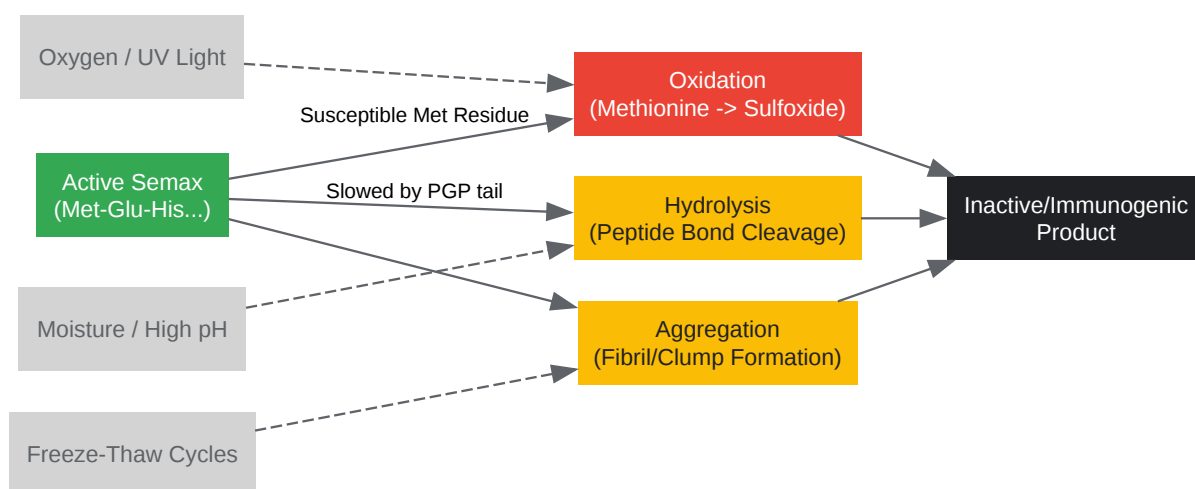 Oxygen / UV Light
Susceptible Met Residue
Oxidation
(Methionine -> Sulfoxide)
Active Semax
(Met-Glu-His...)
Slowed by PGP tail
Hydrolysis
(Peptide Bond Cleavage)
Inactive/Immunogenic
Product
Moisture / High pH
Aggregation
(Fibril/Clump Formation)
Freeze-Thaw Cycles